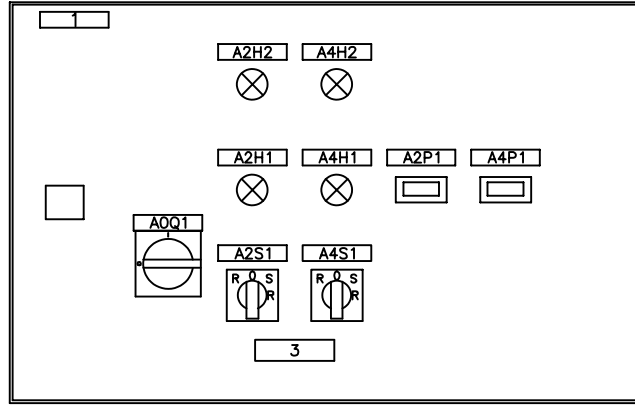 1
A2H2 A4H2
A2H1 A4H1 A2P1 A4P1
A0Q1
I
A2S1 A4S1
R 0 S R 0 S
R R
3